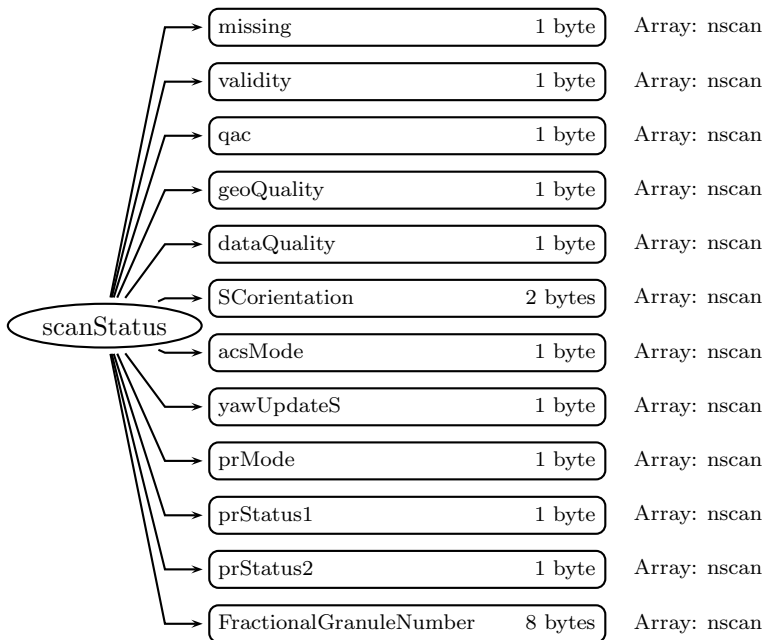 missing 1 byte Array: nscan
validity 1 byte Array: nscan
qac 1 byte Array: nscan
geoQuality 1 byte Array: nscan
dataQuality 1 byte Array: nscan
SCorientation 2 bytes Array: nscan
scanStatus
acsMode 1 byte Array: nscan
yawUpdateS 1 byte Array: nscan
prMode 1 byte Array: nscan
prStatus1 1 byte Array: nscan
prStatus2 1 byte Array: nscan
FractionalGranuleNumber 8 bytes Array: nscan